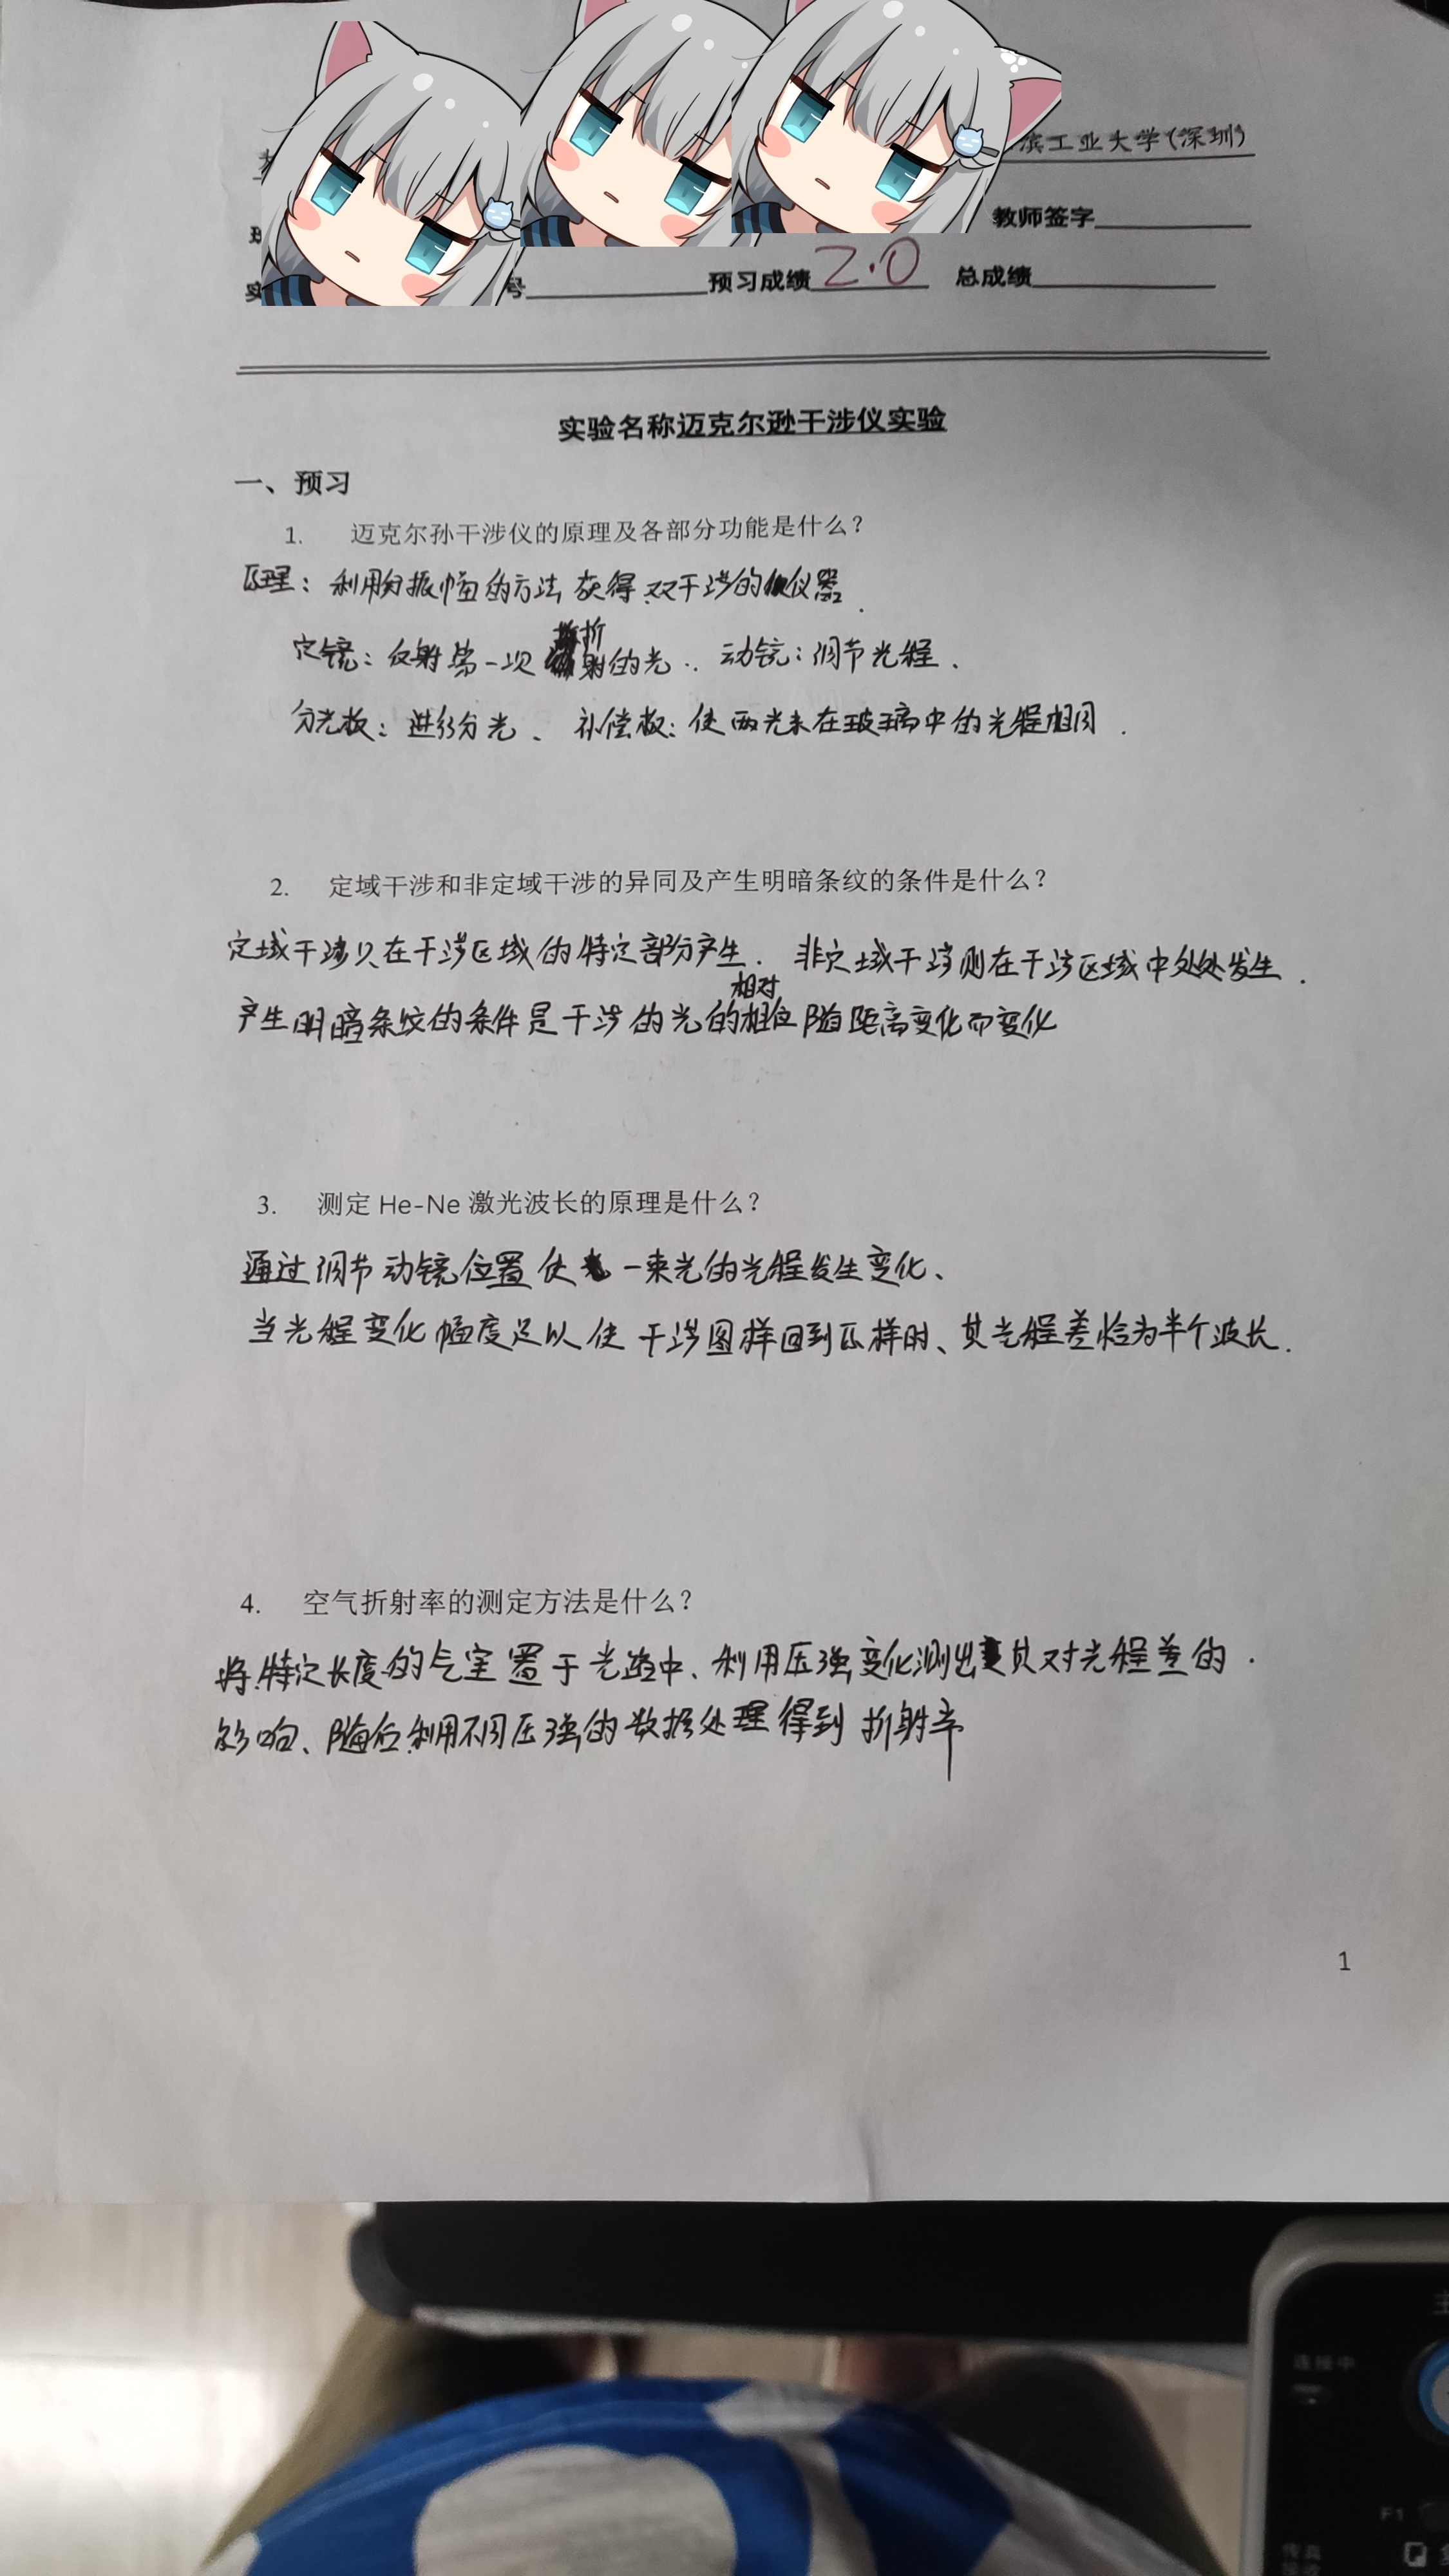 滨工业大学(深圳)
教师签字
号 预习成绩 2.0 总成绩
实验名称迈克尔逊干涉仪实验
一、预习
1. 迈克尔孙干涉仪的原理及各部分功能是什么?
原理: 利用分振幅的方法获得双干涉的仪器.
定镜: 反射第一次折射的光. 动镜: 调节光程.
分光板: 进行分光、 补偿板: 使两光束在玻璃中的光程相同.
2. 定域干涉和非定域干涉的异同及产生明暗条纹的条件是什么?
定域干涉只在干涉区域的特定部分产生. 非定域干涉则在干涉区域中处处发生.
产生明暗条纹的条件是干涉的光的相对相位随距离变化而变化
3. 测定 He-Ne 激光波长的原理是什么?
通过调节动镜位置使一束光的光程发生变化、
当光程变化幅度足以使干涉图样回到原样时、其光程差恰为半个波长.
4. 空气折射率的测定方法是什么?
将特定长度的气室置于光路中、利用压强变化测出其对光程差的.
影响、随后利用不同压强的数据处理得到折射率
1
连接中
F1